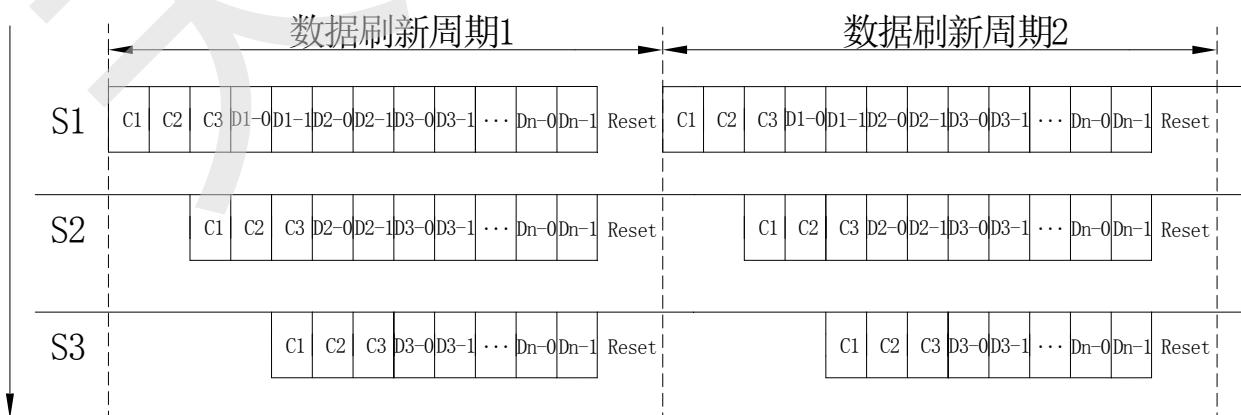 数据刷新周期1 数据刷新周期2
S1 C1 C2 C3 D1-0 D1-1 D2-0 D2-1 D3-0 D3-1 ... Dn-0 Dn-1 Reset C1 C2 C3 D1-0 D1-1 D2-0 D2-1 D3-0 D3-1 ... Dn-0 Dn-1 Reset
S2 C1 C2 C3 D2-0 D2-1 D3-0 D3-1 ... Dn-0 Dn-1 Reset C1 C2 C3 D2-0 D2-1 D3-0 D3-1 ... Dn-0 Dn-1 Reset
S3 C1 C2 C3 D3-0 D3-1 ... Dn-0 Dn-1 Reset C1 C2 C3 D3-0 D3-1 ... Dn-0 Dn-1 Reset